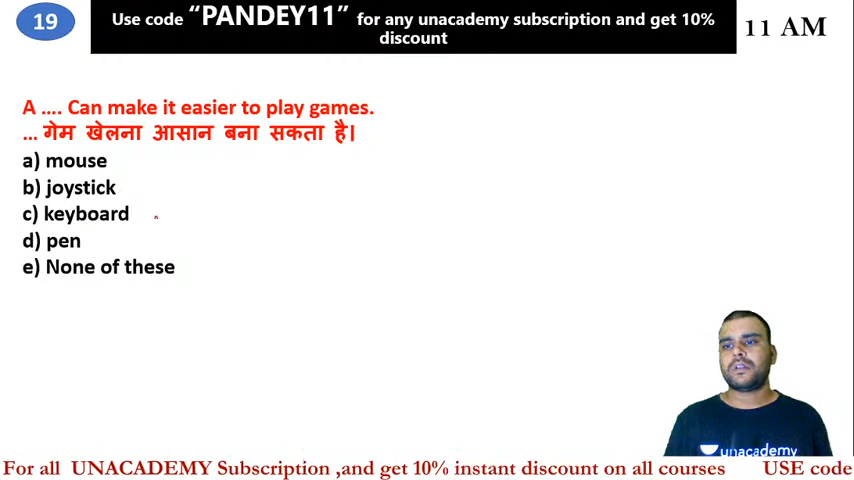 19
Use code “PANDEY11” for any unacademy subscription and get 10%
discount
11 AM
A .... Can make it easier to play games.
... गेम खेलना आसान बना सकता है।
a) mouse
b) joystick
c) keyboard
d) pen
e) None of these
unacademy
For all UNACADEMY Subscription ,and get 10% instant discount on all courses USE code